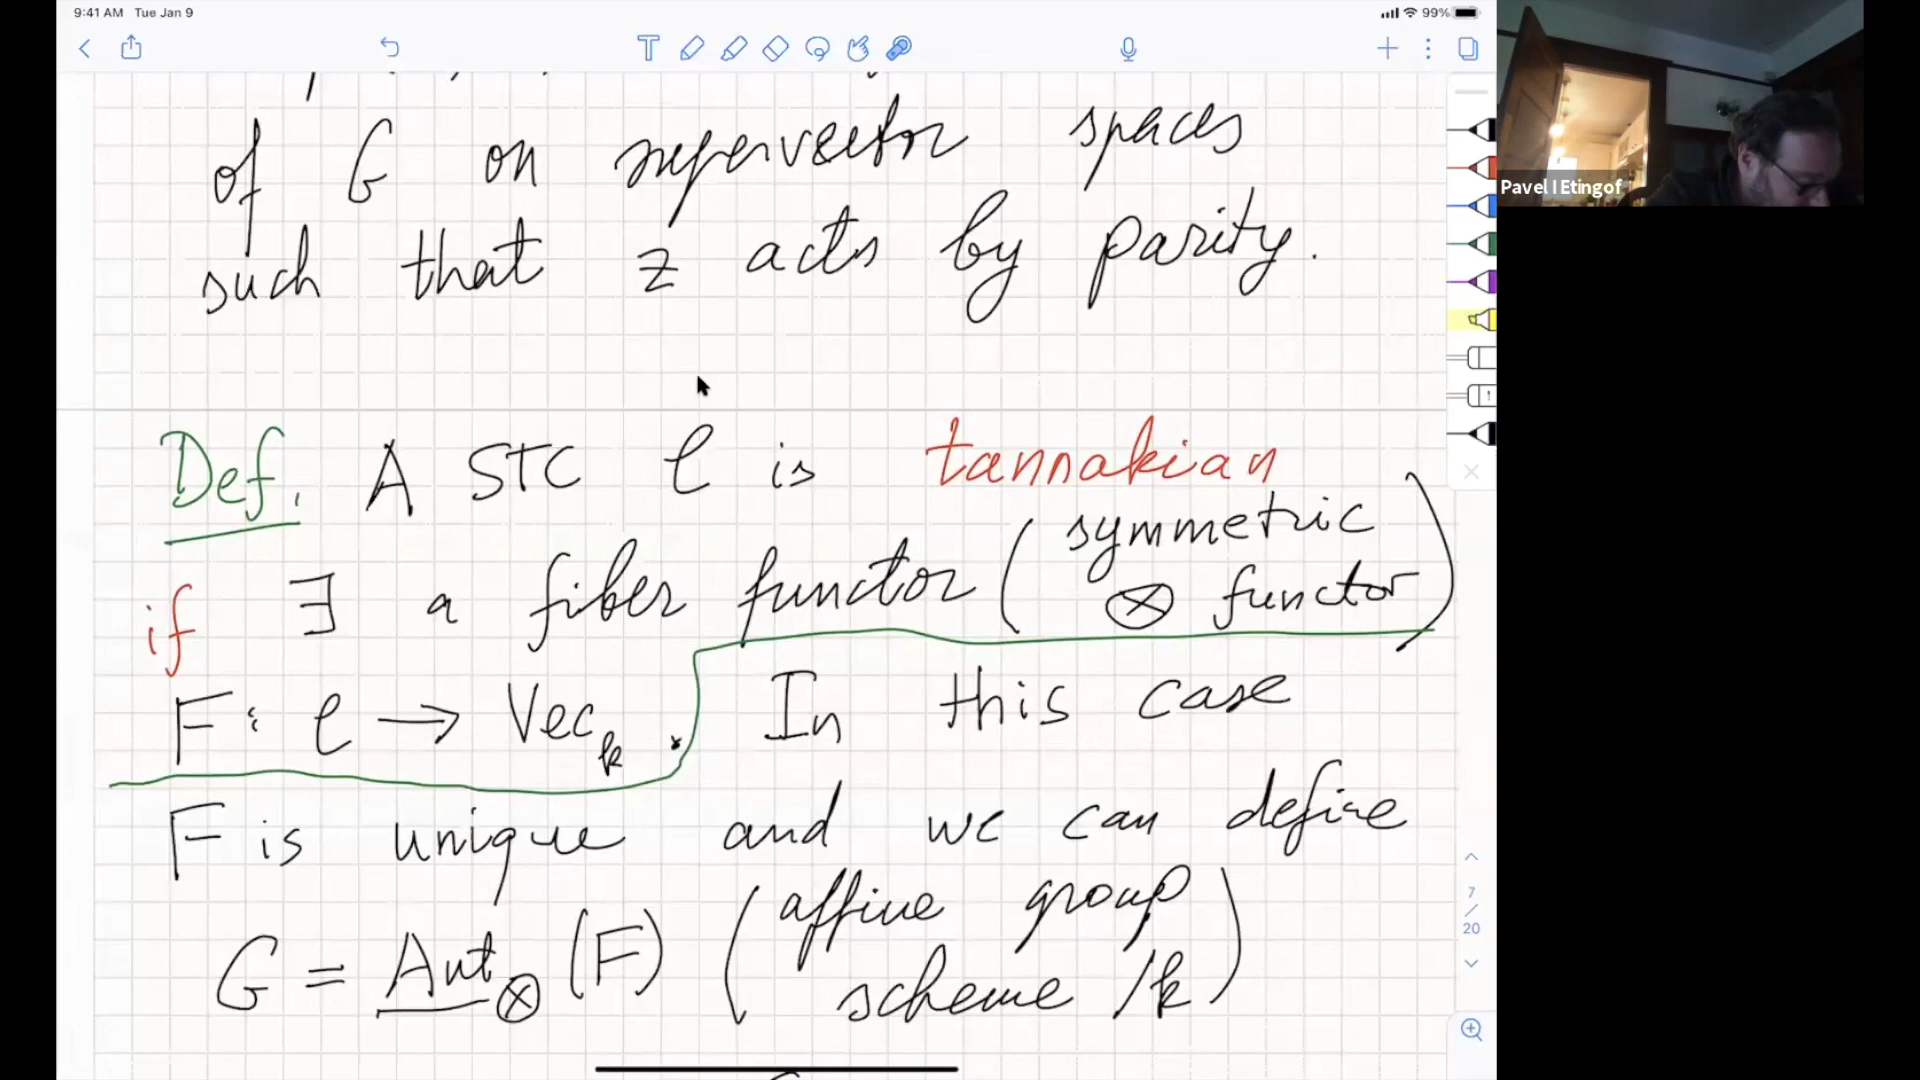 9:41 AM Tue Jan 9
99%
of G on supervector spaces
such that z acts by parity.
Def. A STC C is tannakian
if ∃ a fiber functor (symmetric ⊗ functor)
F: C → Vec_k. In this case
F is unique and we can define
G = Aut_⊗ (F) (affine group scheme /k)
7
/
20
Pavel I Etingof